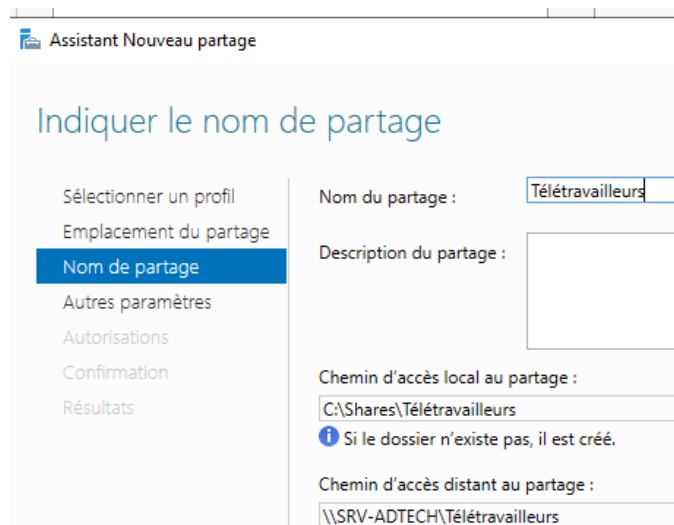 Assistant Nouveau partage
Indiquer le nom de partage
Sélectionner un profil
Emplacement du partage
Nom de partage
Autres paramètres
Autorisations
Confirmation
Résultats
Nom du partage :
Télétravailleurs
Description du partage :
Chemin d'accès local au partage :
C:\Shares\Télétravailleurs
Si le dossier n'existe pas, il est créé.
Chemin d'accès distant au partage :
\\SRV-ADTECH\Télétravailleurs